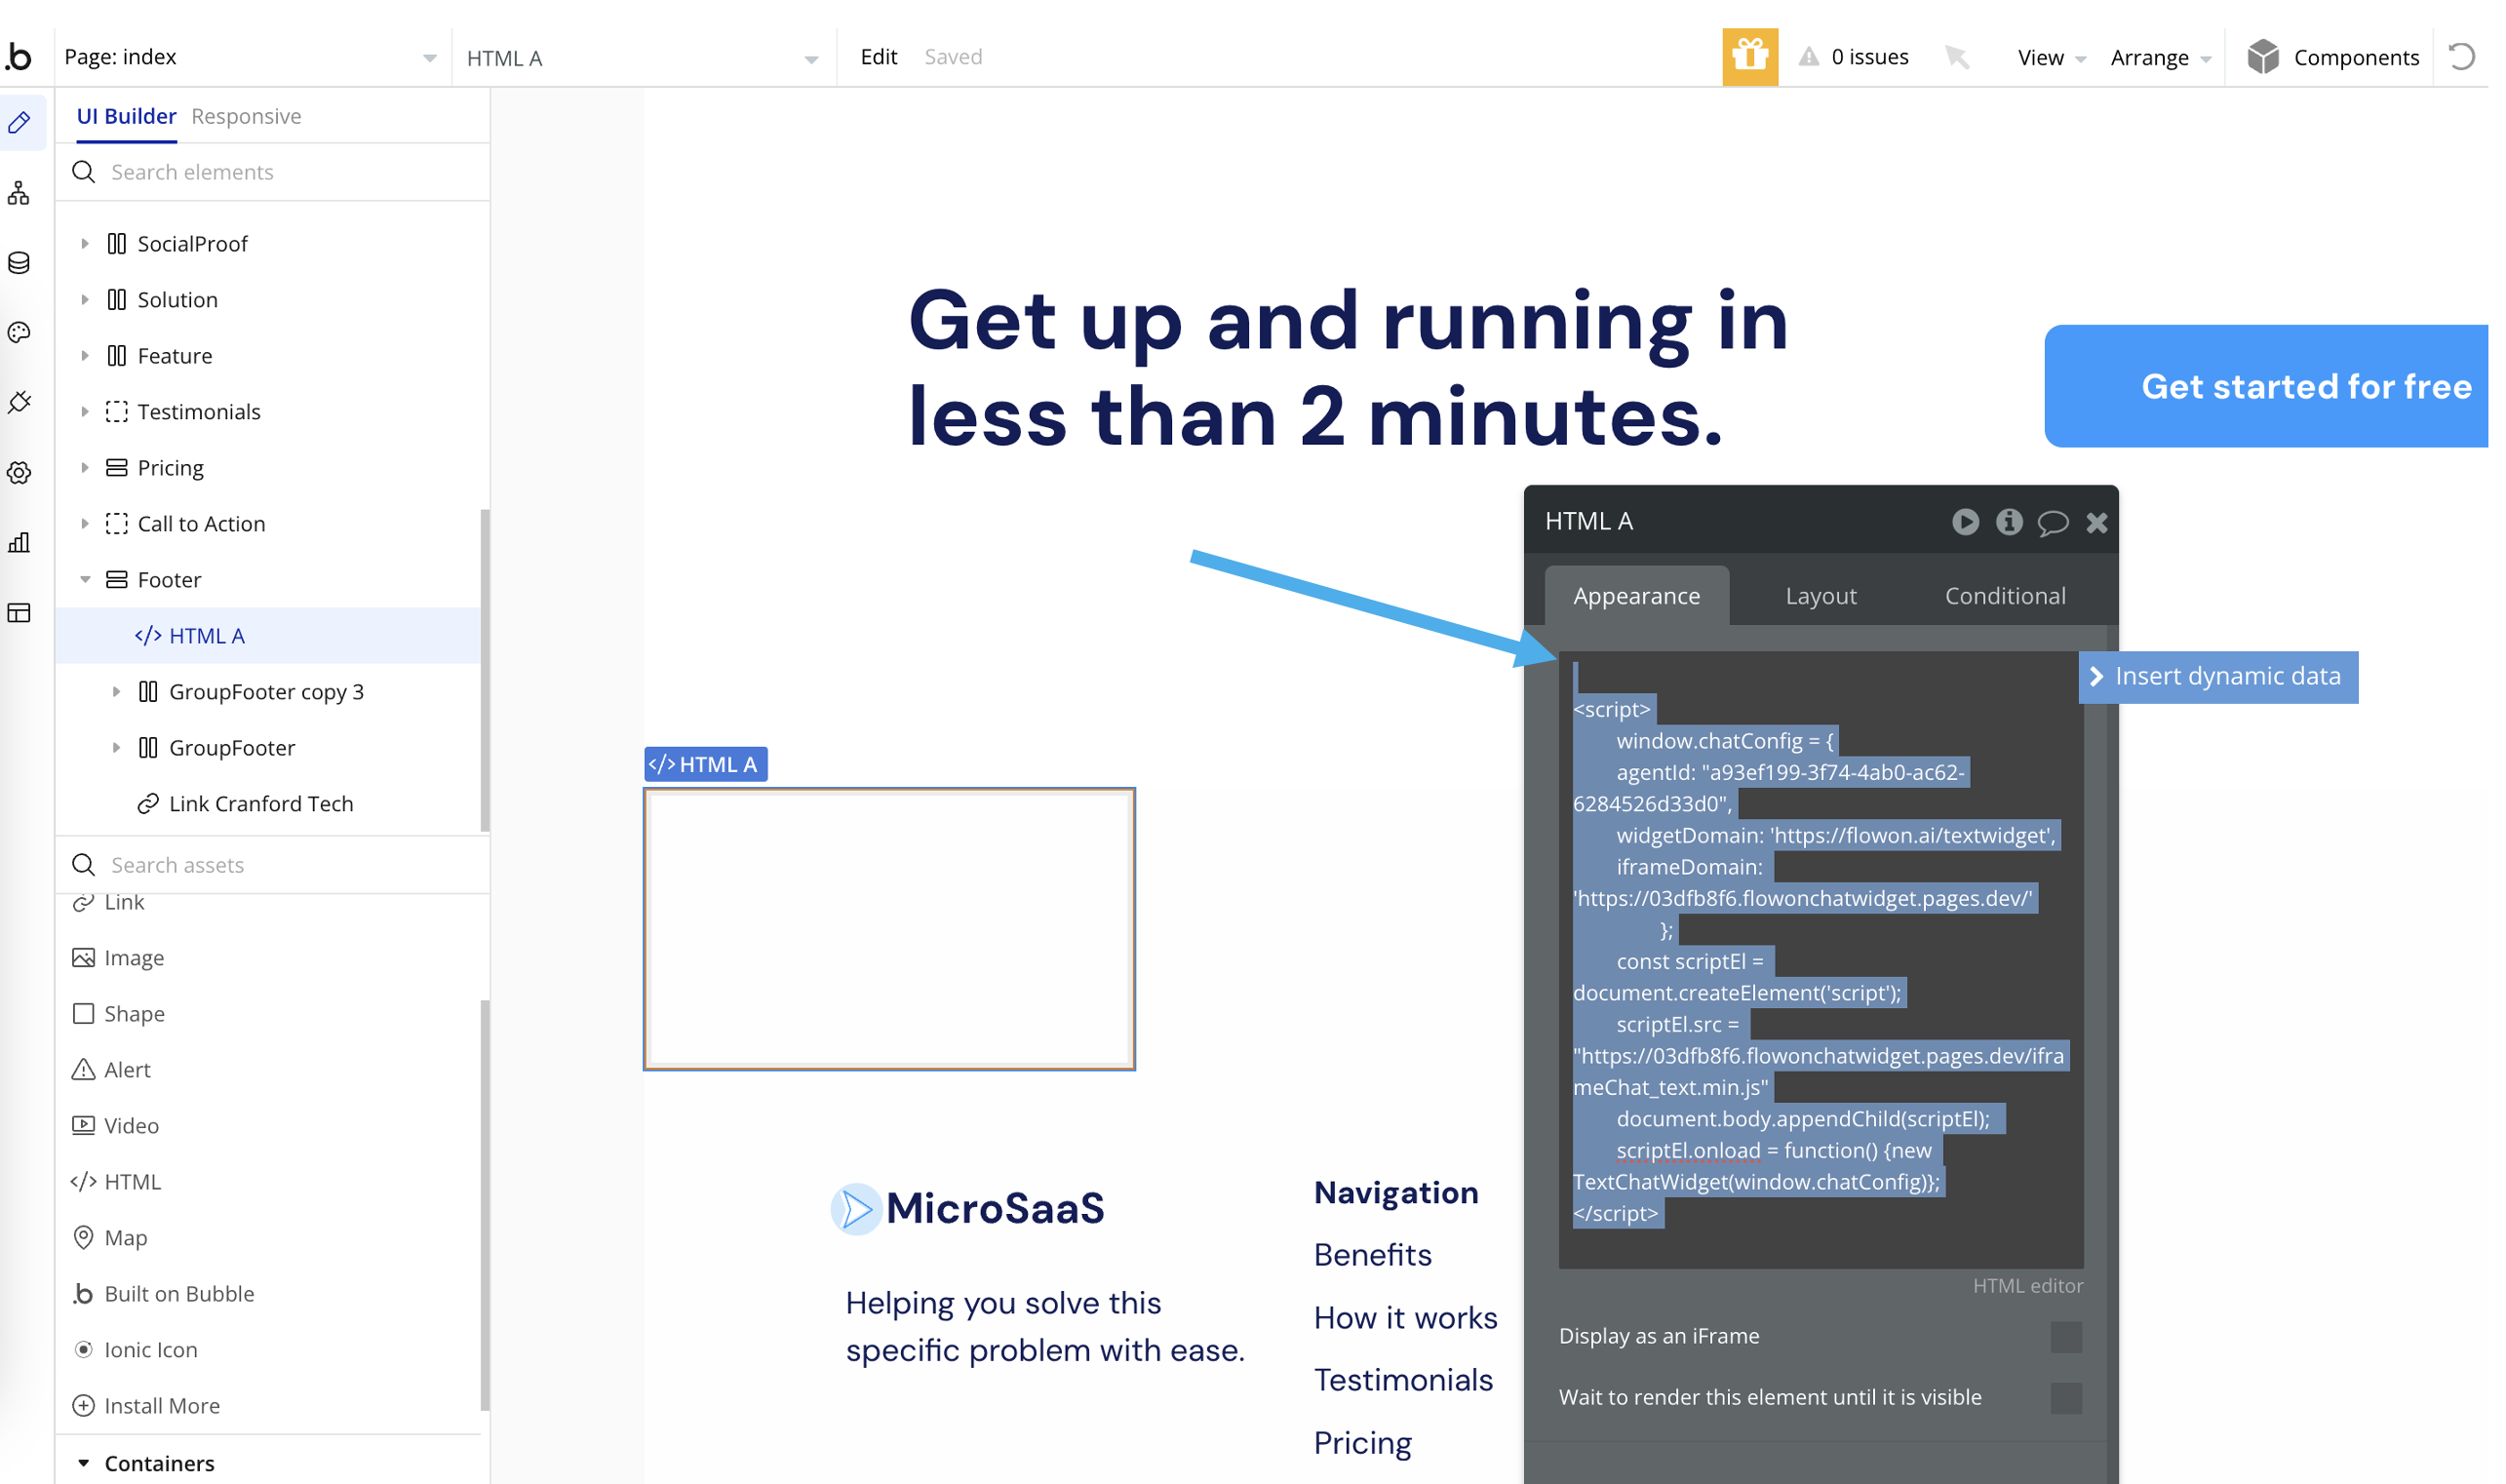 .b
Page: index
HTML A
Edit
Saved
0 issues
View
Arrange
Components
UI Builder
Responsive
Search elements
SocialProof
Solution
Feature
Testimonials
Pricing
Call to Action
Footer
</> HTML A
GroupFooter copy 3
GroupFooter
Link Cranford Tech
Search assets
Link
Image
Shape
Alert
Video
</> HTML
Map
.b Built on Bubble
Ionic Icon
Install More
Containers
Get up and running in
less than 2 minutes.
Get started for free
</> HTML A
MicroSaaS
Helping you solve this
specific problem with ease.
Navigation
Benefits
How it works
Testimonials
Pricing
HTML A
Appearance
Layout
Conditional
Insert dynamic data
<script>
window.chatConfig = {
agentId: "a93ef199-3f74-4ab0-ac62-
6284526d33d0",
widgetDomain: 'https://flowon.ai/textwidget',
iframeDomain:
'https://03dfb8f6.flowonchatwidget.pages.dev/'
};
const scriptEl =
document.createElement('script');
scriptEl.src =
"https://03dfb8f6.flowonchatwidget.pages.dev/ifra
meChat_text.min.js"
document.body.appendChild(scriptEl);
scriptEl.onload = function() {new
TextChatWidget(window.chatConfig)};
</script>
HTML editor
Display as an iFrame
Wait to render this element until it is visible